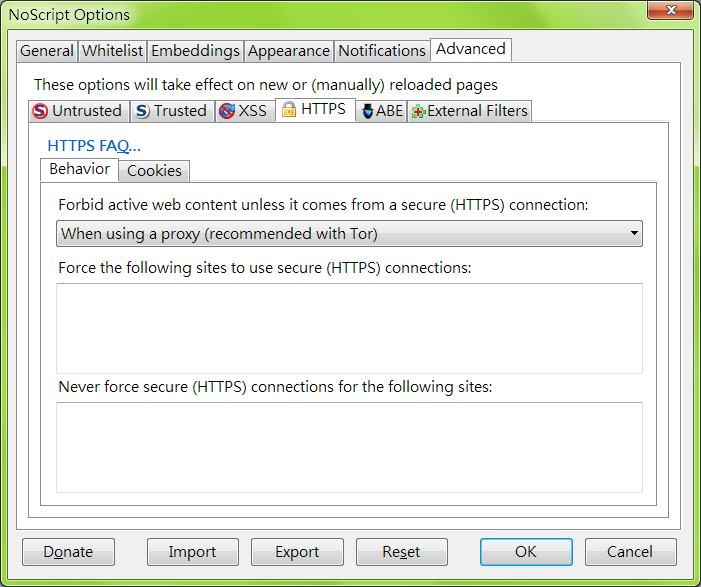 NoScript Options
General Whitelist Embeddings Appearance Notifications Advanced
These options will take effect on new or (manually) reloaded pages
Untrusted Trusted XSS HTTPS ABE External Filters
HTTPS FAQ...
Behavior Cookies
Forbid active web content unless it comes from a secure (HTTPS) connection:
When using a proxy (recommended with Tor)
Force the following sites to use secure (HTTPS) connections:
Never force secure (HTTPS) connections for the following sites:
Donate Import Export Reset OK Cancel